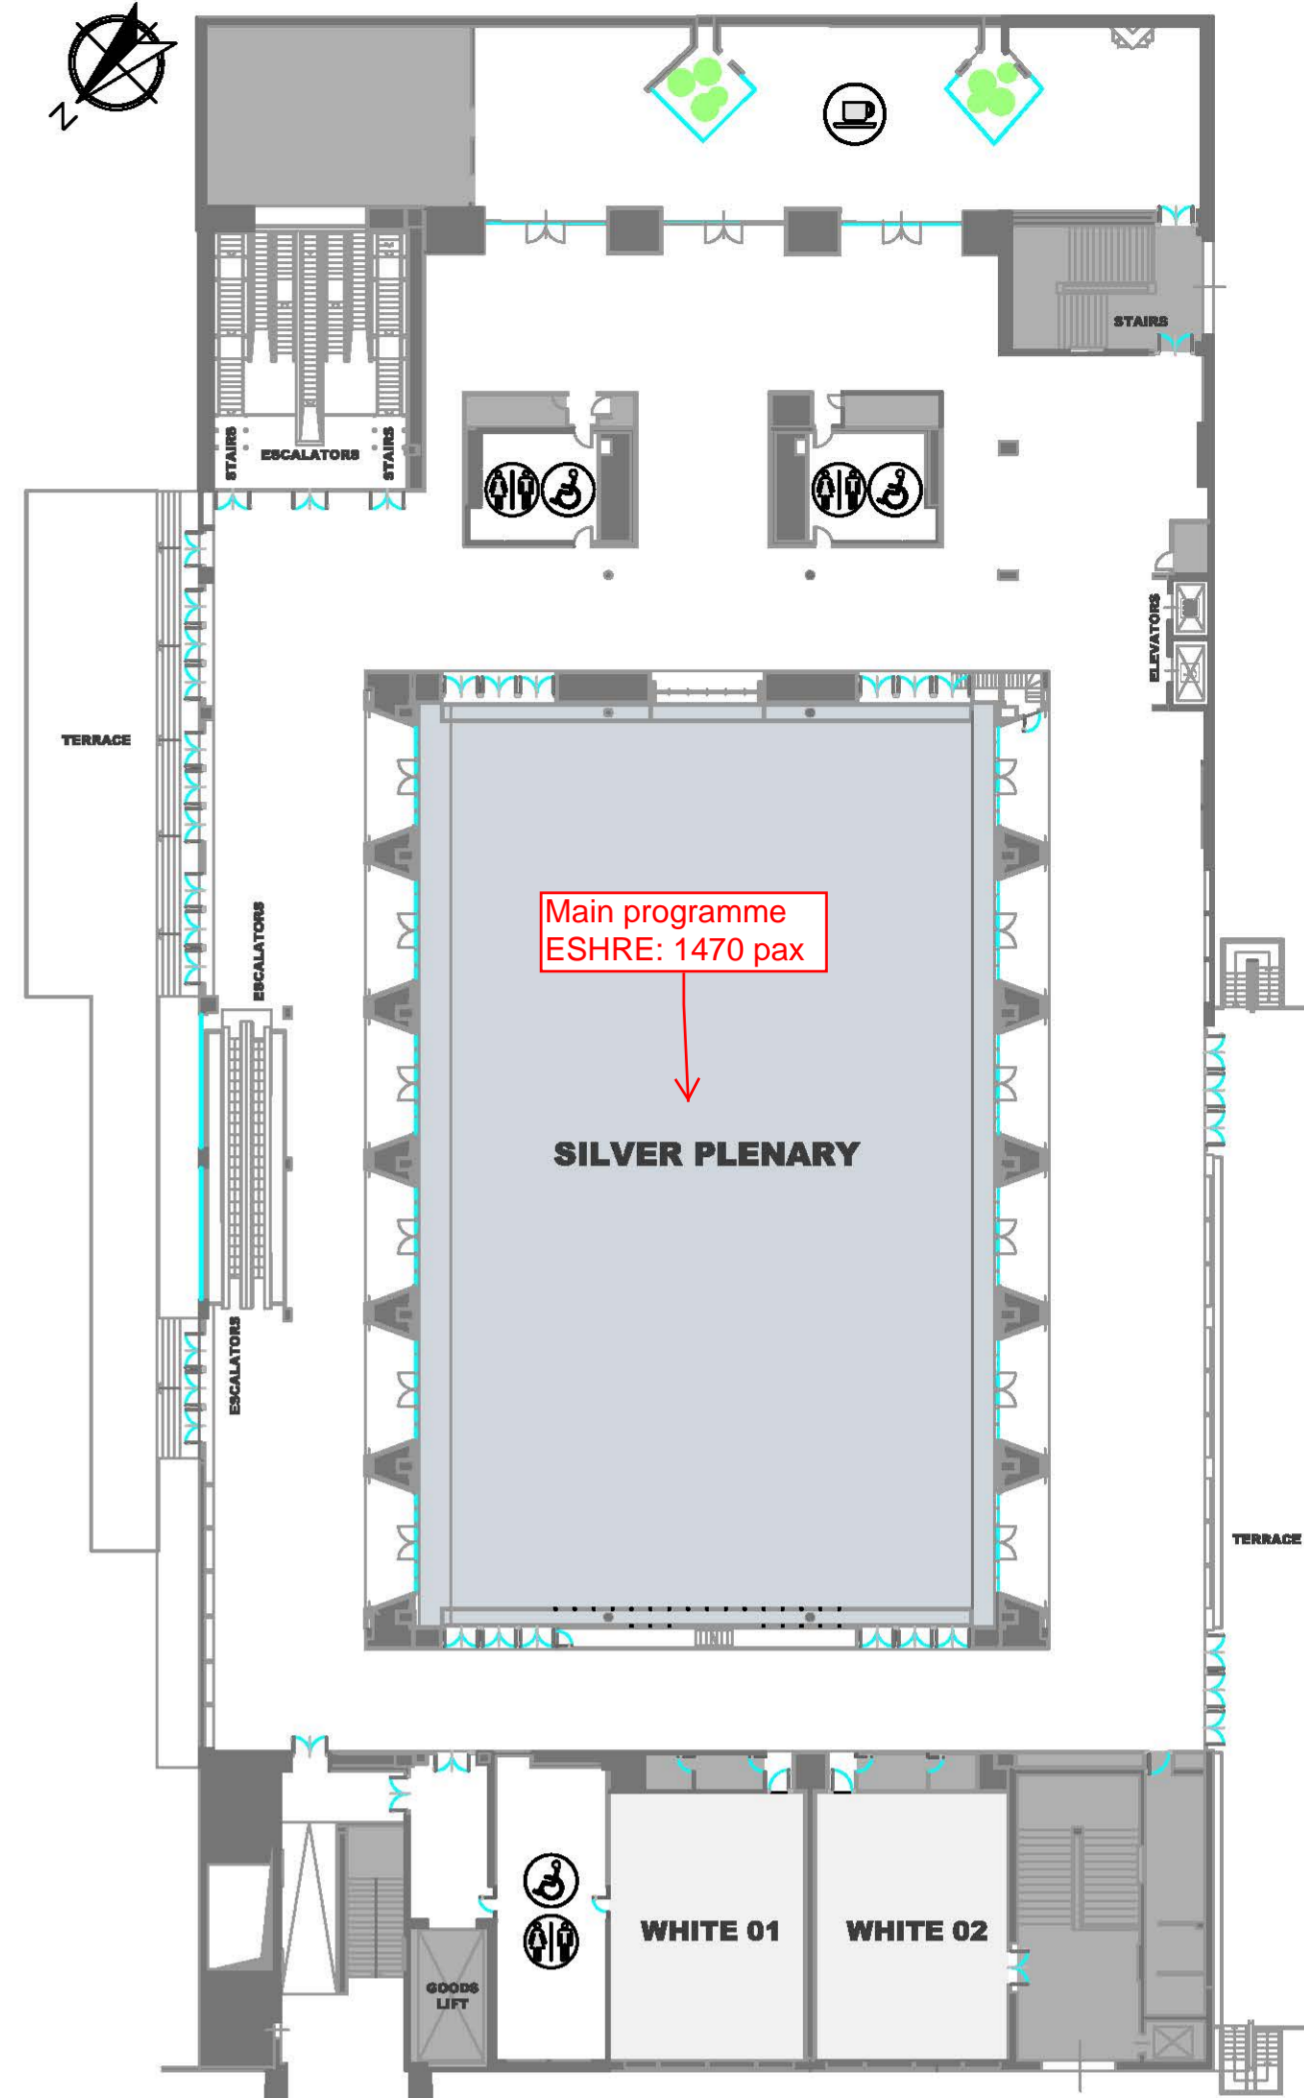 N
STAIRS
STAIRS
ESCALATORS
STAIRS
ELEVATORS
TERRACE
Main programme
ESHRE: 1470 pax
ESCALATORS
SILVER PLENARY
ESCALATORS
TERRACE
WHITE 01
WHITE 02
GOODS
LIFT